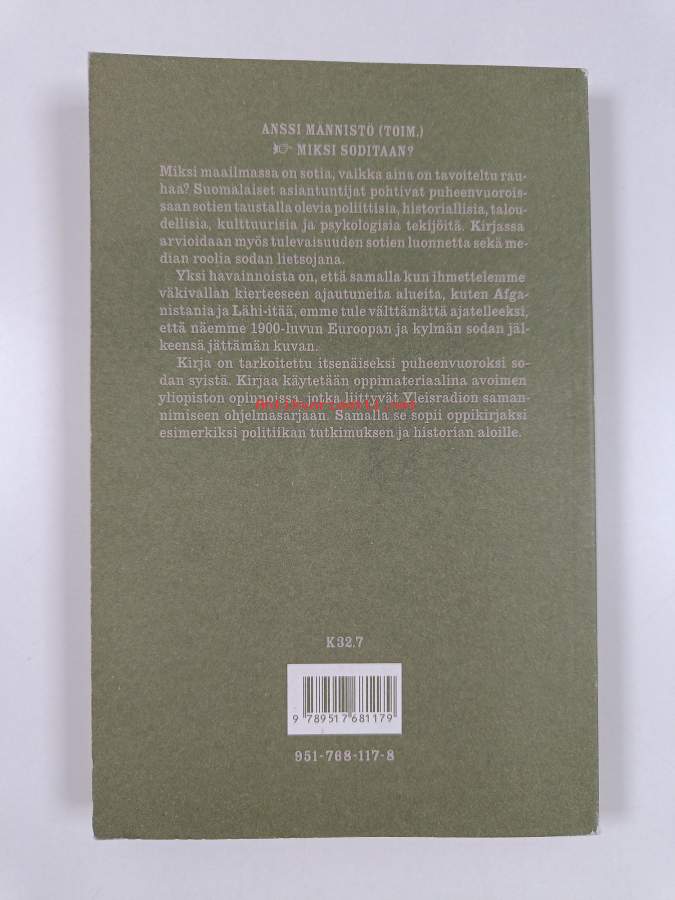 ANSSI MÄNNISTÖ (TOIM.)
☞ MIKSI SODITAAN?
Miksi maailmassa on sotia, vaikka aina on tavoiteltu rau-
haa? Suomalaiset asiantuntijat pohtivat puheenvuorois-
saan sotien taustalla olevia poliittisia, historiallisia, talou-
dellisia, kulttuurisia ja psykologisia tekijöitä. Kirjassa
arvioidaan myös tulevaisuuden sotien luonnetta sekä me-
dian roolia sodan lietsojana.
Yksi havainnoista on, että samalla kun ihmettelemme
väkivallan kierteeseen ajautuneita alueita, kuten Afga-
nistania ja Lähi-itää, emme tule välttämättä ajatelleeksi,
että näemme 1900-luvun Euroopan ja kylmän sodan jäl-
keensä jättämän kuvan.
Kirja on tarkoitettu itsenäiseksi puheenvuoroksi so-
dan syistä. Kirjaa käytetään oppimateriaalina avoimen
yliopiston opinnoissa, jotka liittyvät Yleisradion saman-
nimiseen ohjelmasarjaan. Samalla se sopii oppikirjaksi
esimerkiksi politiikan tutkimuksen ja historian aloille.
K 32.7
9 789517 681179
951-768-117-8